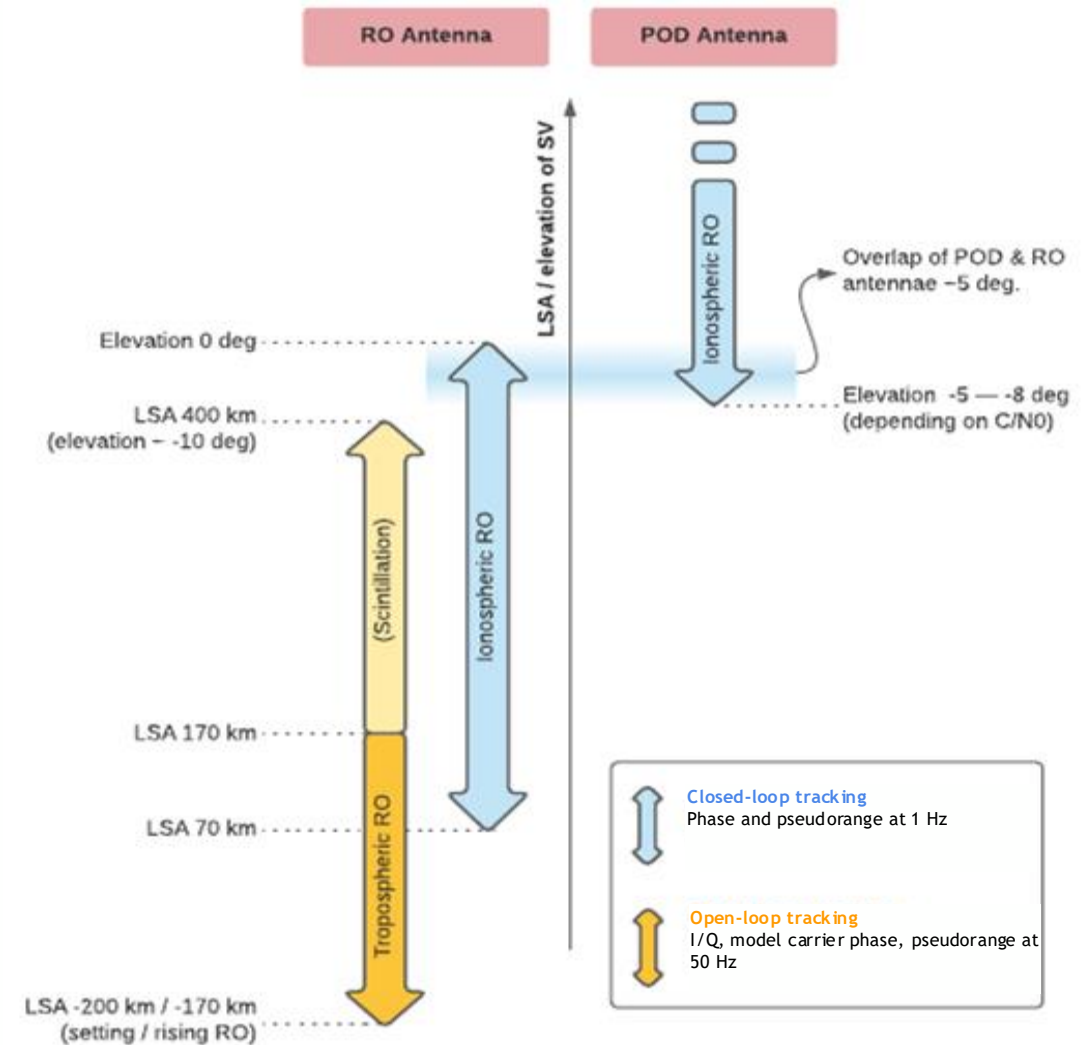 RO Antenna
POD Antenna
LSA / elevation of SV
Ionospheric RO
Overlap of POD & RO
antennae ~5 deg.
Elevation 0 deg
Elevation  -5 — -8 deg
(depending on C/N0)
LSA 400 km
(elevation ~ -10 deg)
(Scintillation)
Ionospheric RO
LSA 170 km
LSA 70 km
Tropospheric RO
LSA -200 km / -170 km
(setting / rising RO)
Closed-loop tracking
Phase and pseudorange at 1 Hz
Open-loop tracking
I/Q, model carrier phase, pseudorange at
50 Hz